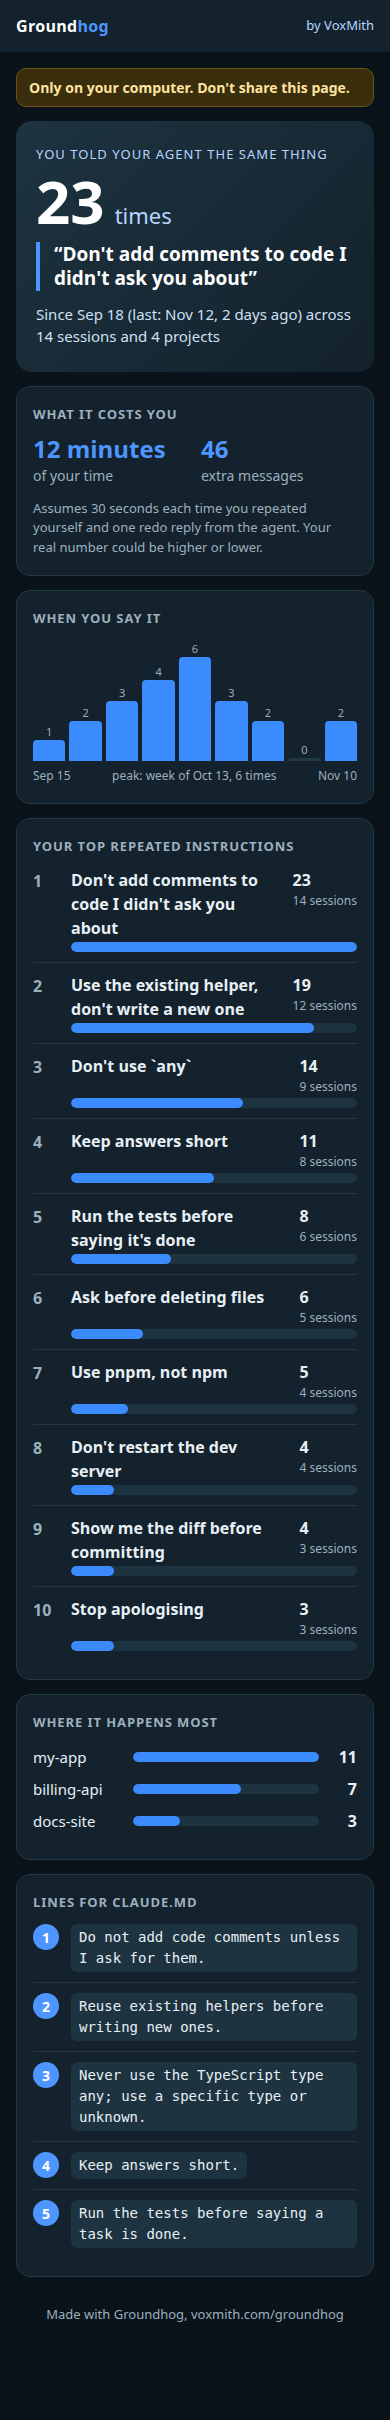 Groundhog
by VoxMith
Only on your computer. Don't share this page.
YOU TOLD YOUR AGENT THE SAME THING
23 times
“Don't add comments to code I
didn't ask you about”
Since Sep 18 (last: Nov 12, 2 days ago) across
14 sessions and 4 projects
WHAT IT COSTS YOU
12 minutes
of your time
46
extra messages
Assumes 30 seconds each time you repeated
yourself and one redo reply from the agent. Your
real number could be higher or lower.
WHEN YOU SAY IT
1 2 3 4 6 3 2 0 2
Sep 15 peak: week of Oct 13, 6 times Nov 10
YOUR TOP REPEATED INSTRUCTIONS
1 Don't add comments to
code I didn't ask you
about
23
14 sessions
2 Use the existing helper,
don't write a new one
19
12 sessions
3 Don't use `any`
14
9 sessions
4 Keep answers short
11
8 sessions
5 Run the tests before
saying it's done
8
6 sessions
6 Ask before deleting files
6
5 sessions
7 Use pnpm, not npm
5
4 sessions
8 Don't restart the dev
server
4
4 sessions
9 Show me the diff before
committing
4
3 sessions
10 Stop apologising
3
3 sessions
WHERE IT HAPPENS MOST
my-app 11
billing-api 7
docs-site 3
LINES FOR CLAUDE.MD
1 Do not add code comments unless
I ask for them.
2 Reuse existing helpers before
writing new ones.
3 Never use the TypeScript type
any; use a specific type or
unknown.
4 Keep answers short.
5 Run the tests before saying a
task is done.
Made with Groundhog, voxmith.com/groundhog